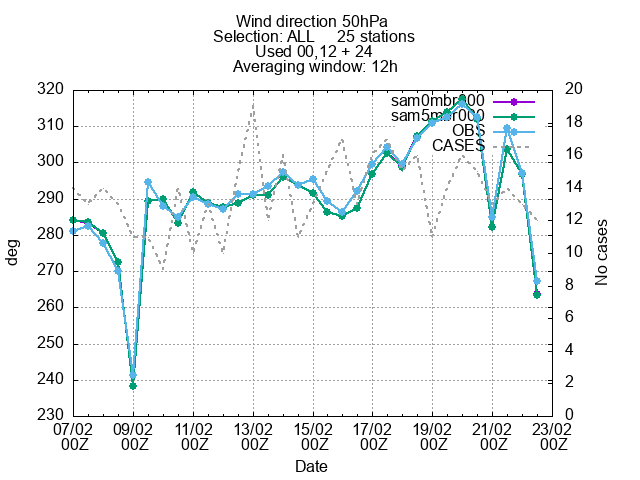 Wind direction 50hPa
Selection: ALL 25 stations
Used 00,12 + 24
Averaging window: 12h
320
310
300
290
280
270
260
250
240
230
deg
20
18
16
14
12
10
8
6
4
2
0
No cases
sam0mbr000
sam5mbr000
OBS
CASES
07/02 09/02 11/02 13/02 15/02 17/02 19/02 21/02 23/02
00Z 00Z 00Z 00Z 00Z 00Z 00Z 00Z 00Z
Date